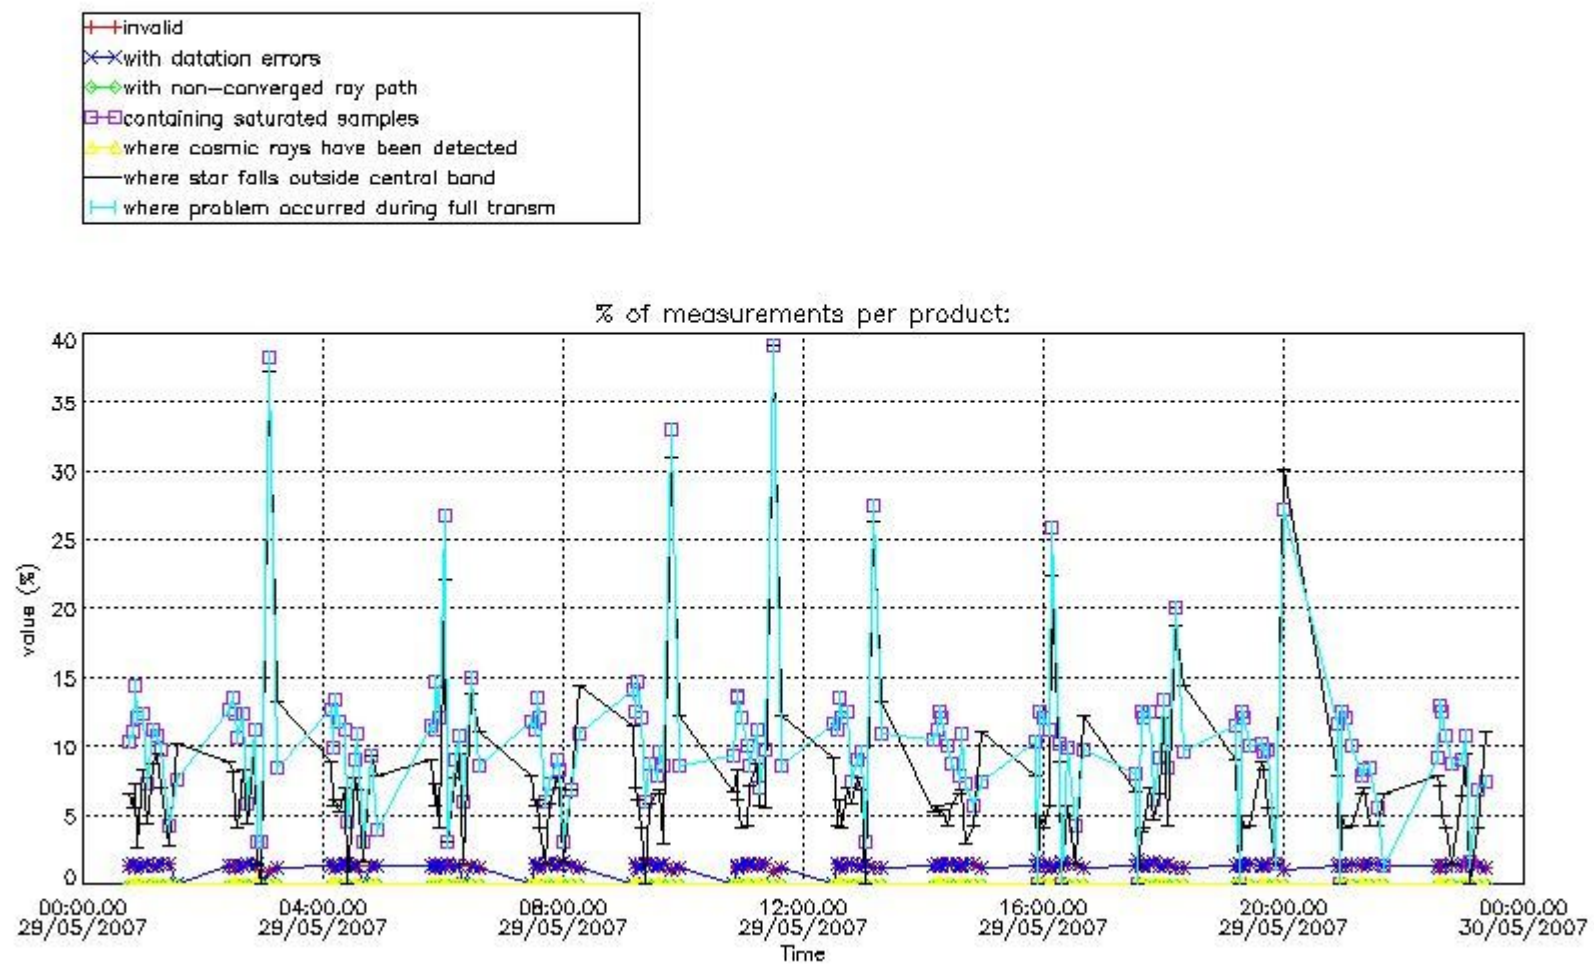 invalid
with datation errors
with non-converged ray path
containing saturated samples
where cosmic rays have been detected
where star falls outside central band
where problem occurred during full transm
% of measurements per product:
40
35
30
25
20
15
10
5
0
value (%)
00:00:00 04:00:00 08:00:00 12:00:00 16:00:00 20:00:00 00:00:00
29/05/2007 29/05/2007 29/05/2007 29/05/2007 29/05/2007 29/05/2007 30/05/2007
Time